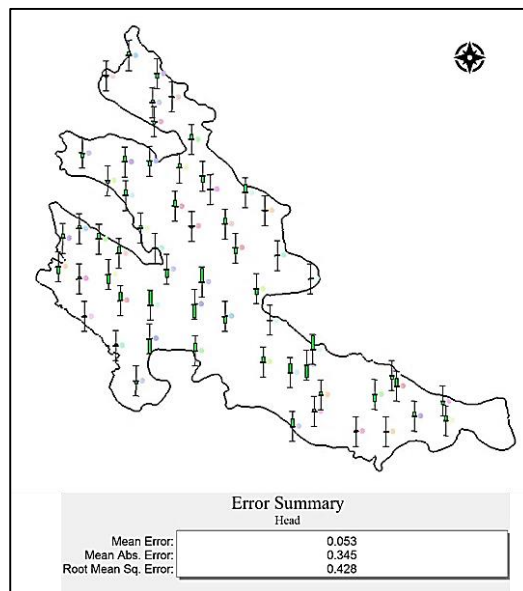 Error Summary
Head
Mean Error: 0.053
Mean Abs. Error: 0.345
Root Mean Sq. Error: 0.428